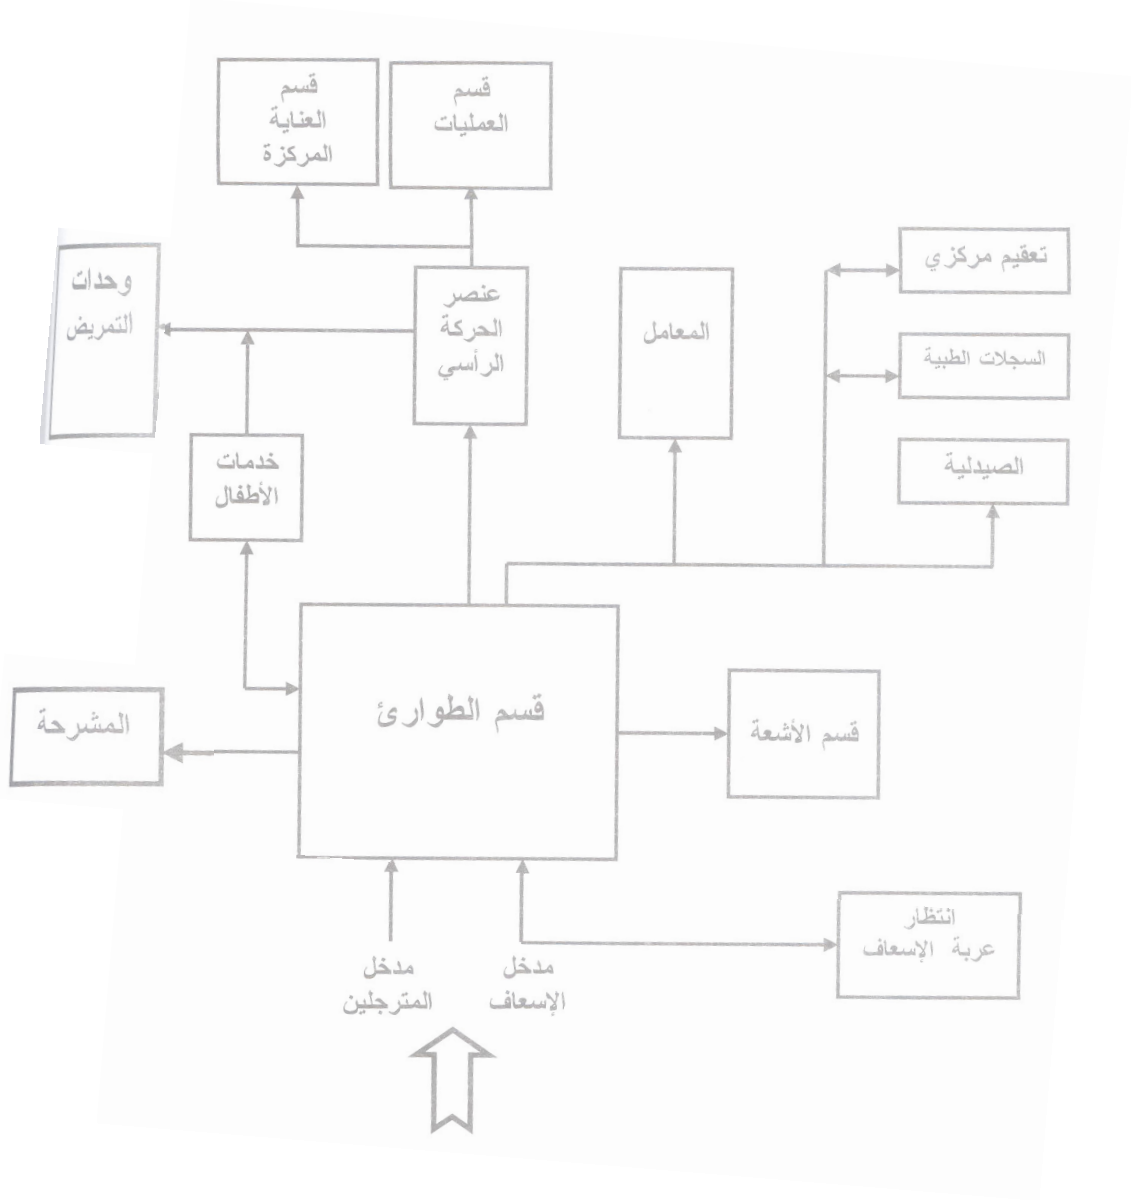 قسم
العناية
المركزة
قسم
العمليات
تعقيم مركزي
وحدات
التمريض
عنصر
الحركة
الرأسي
المعامل
السجلات الطبية
الصيدلية
خدمات
الأطفال
قسم الطوارئ
المشرحة
قسم الأشعة
انتظار
عربة الإسعاف
مدخل
الإسعاف
مدخل
المترجلين